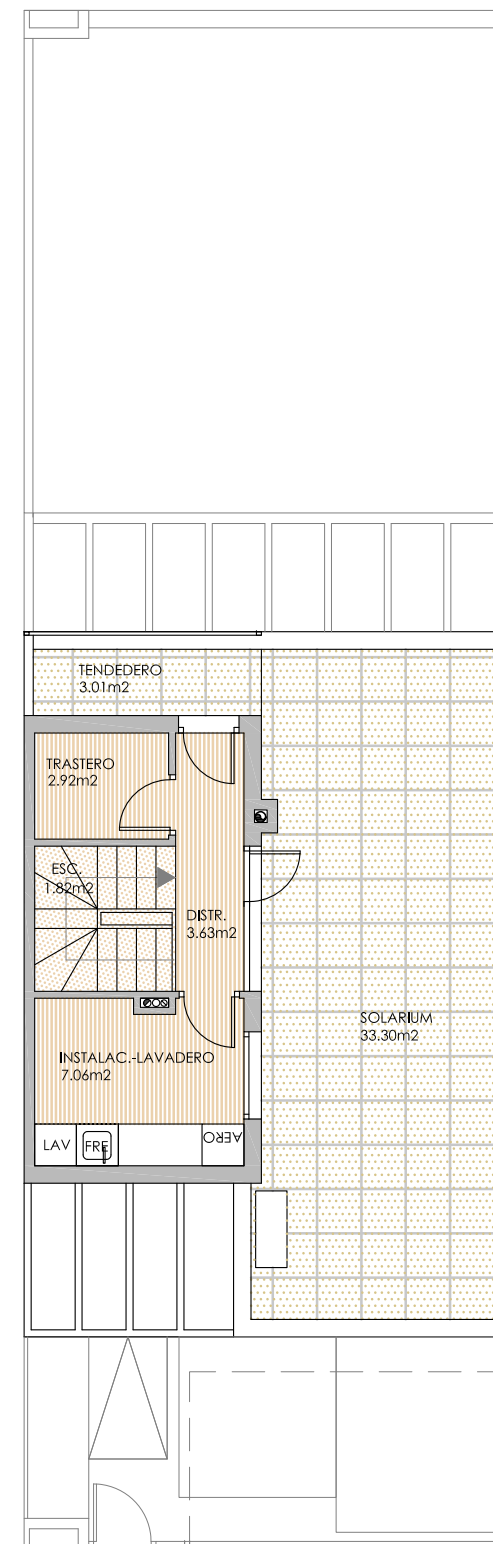 TENDEDERO
3.01m2
TRASTERO
2.92m2
ESC.
1.82m2
DISTR.
3.63m2
SOLARIUM
33.30m2
INSTALAC.-LAVADERO
7.06m2
LAV
FRE
AERO